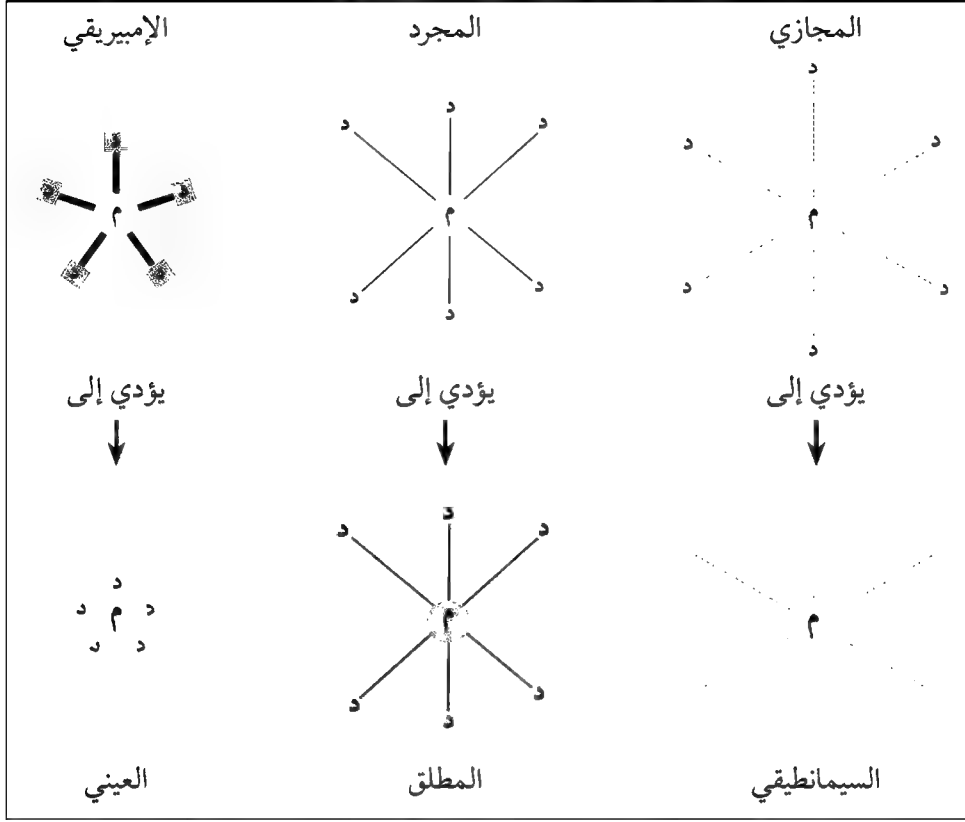 المجازي المجرد الإمبيريقي
د
د د د
د د د د
د د
م م م
د د
د د د د
د د
د
يؤدي إلى يؤدي إلى يؤدي إلى
د
د د
د
د د
م م م
د د
د د
د
السيمانطيقي المطلق العيني